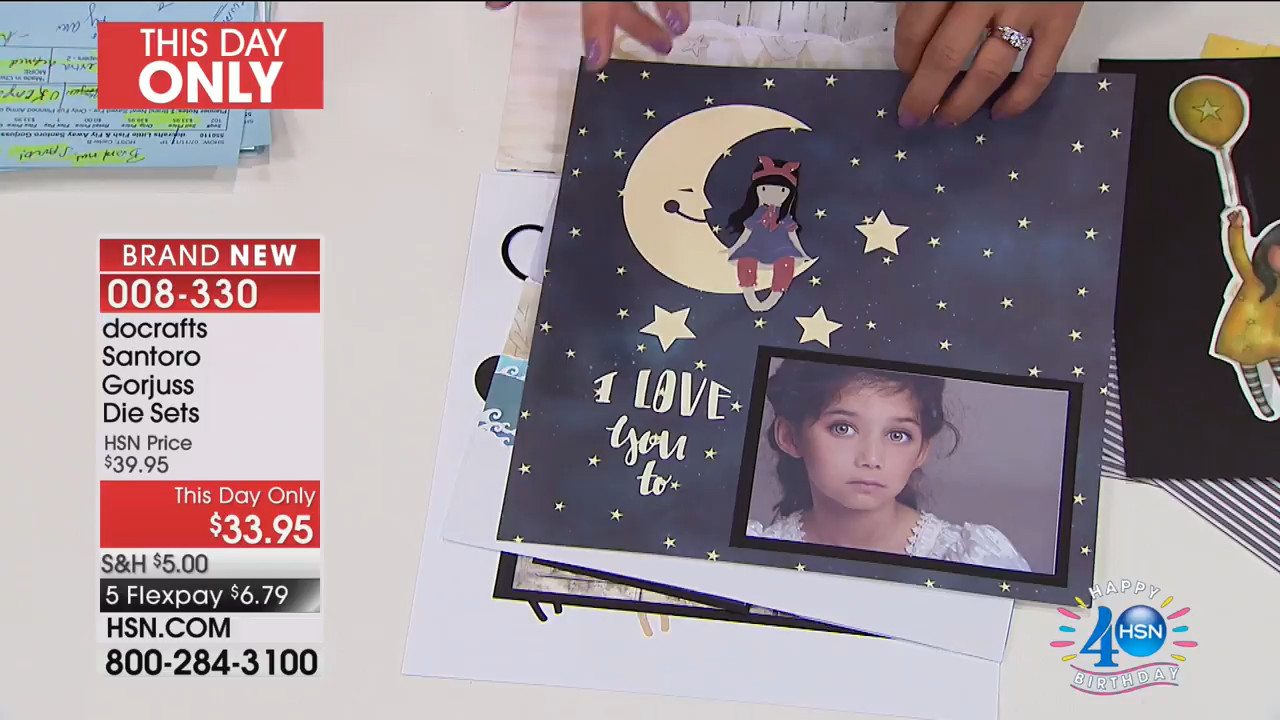 THIS DAY
ONLY
BRAND NEW
008-330
docrafts
Santoro
Gorjuss
Die Sets
HSN Price
$39.95
This Day Only
$33.95
S&H $5.00
5 Flexpay $6.79
HSN.COM
800-284-3100
I LOVE
you
to
HAPPY
40 HSN
BIRTHDAY